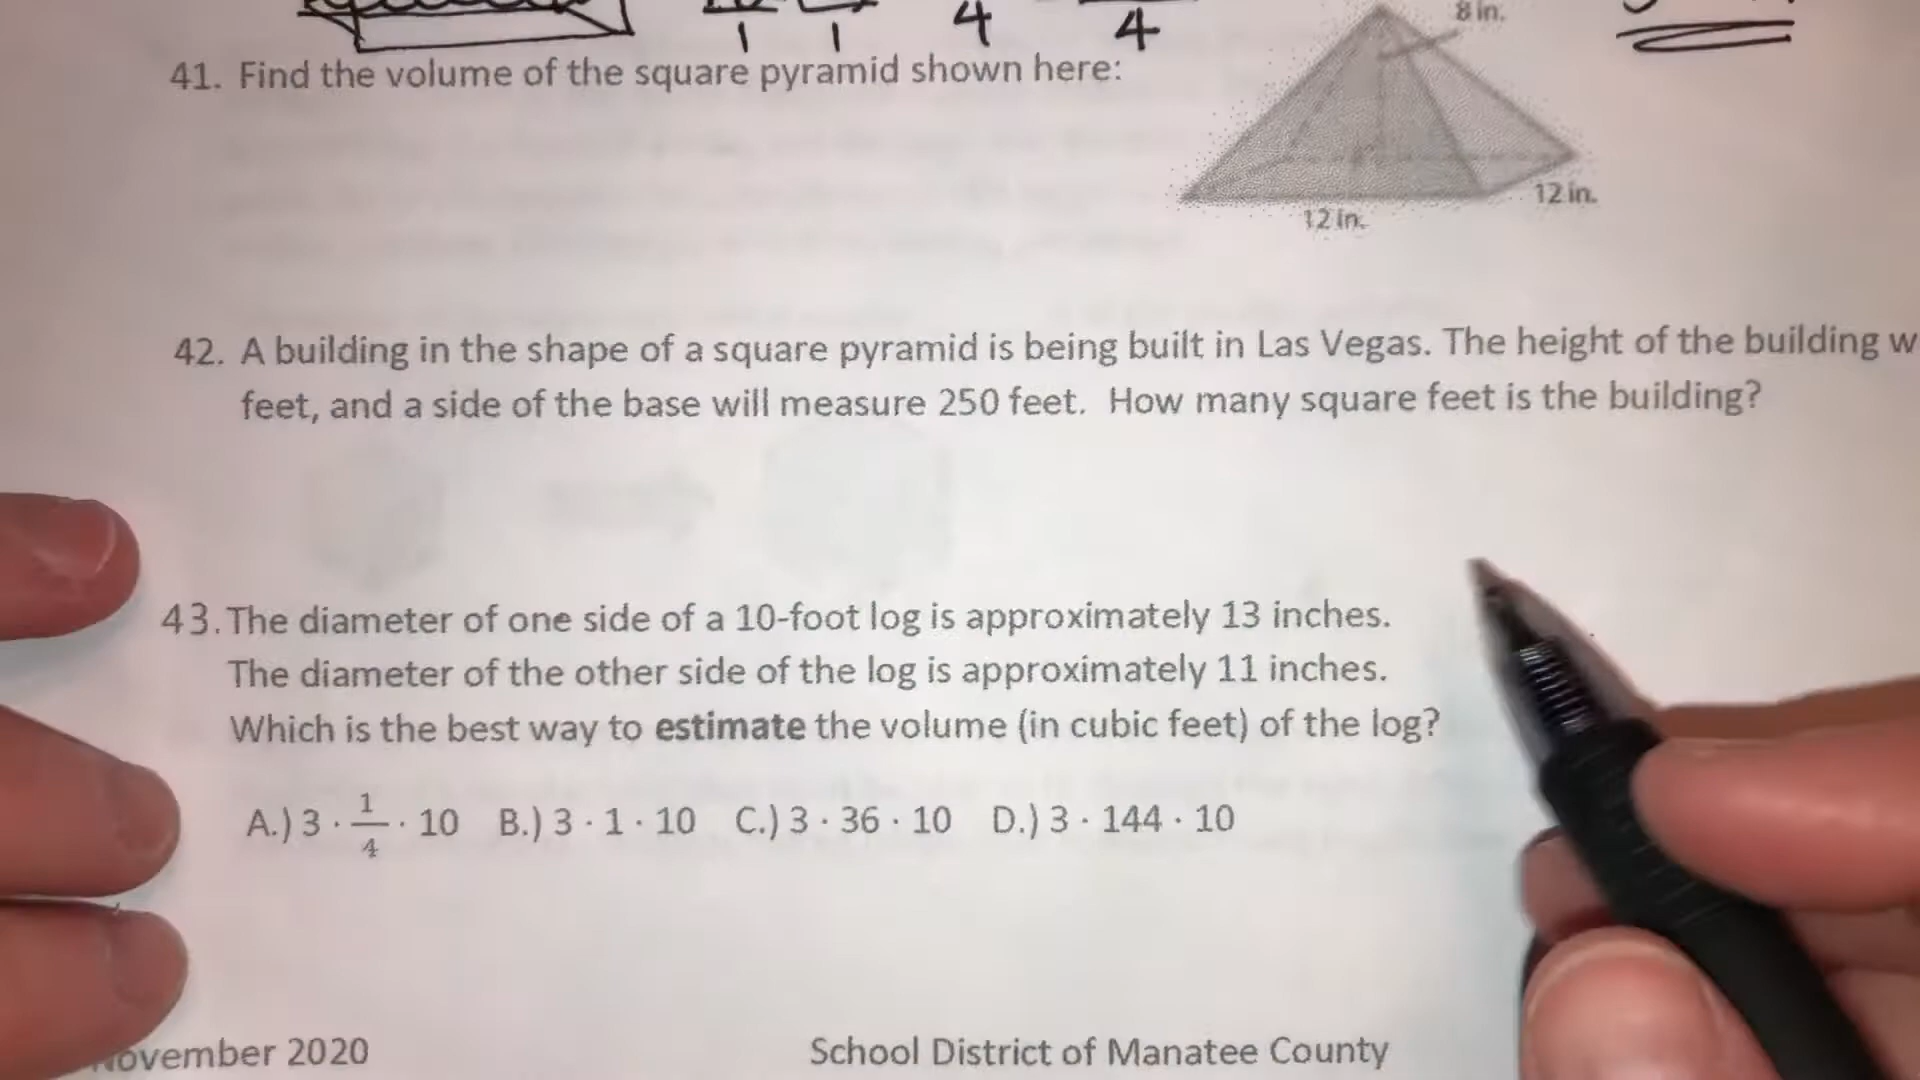 1 1 4 4
8 in.
41. Find the volume of the square pyramid shown here:
12 in.
12 in.
42. A building in the shape of a square pyramid is being built in Las Vegas. The height of the building
feet, and a side of the base will measure 250 feet. How many square feet is the building?
43. The diameter of one side of a 10-foot log is approximately 13 inches.
The diameter of the other side of the log is approximately 11 inches.
Which is the best way to estimate the volume (in cubic feet) of the log?
A.) 3 · 1/4 · 10 B.) 3 · 1 · 10 C.) 3 · 36 · 10 D.) 3 · 144 · 10
ovember 2020 School District of Manatee County